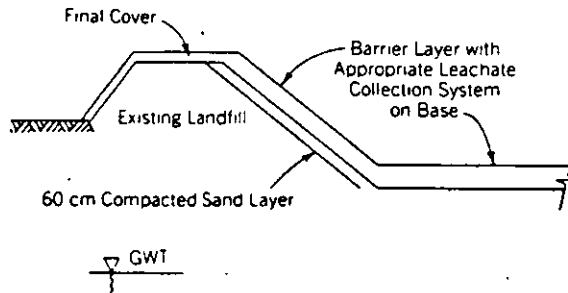 Final Cover
Barrier Layer with
Appropriate Leachate
Collection System
on Base
Existing Landfill
60 cm Compacted Sand Layer
GWT